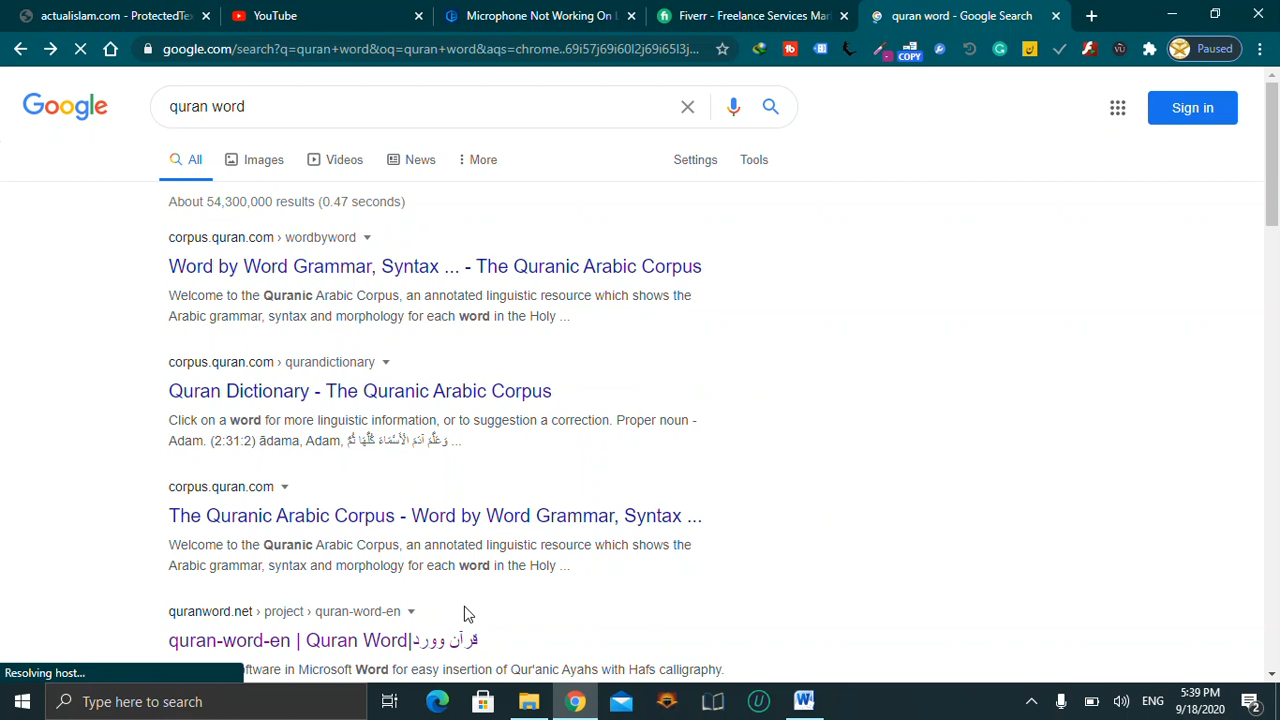 actualislam.com - ProtectedTe
YouTube
Microphone Not Working On
Fiverr - Freelance Services Mar
quran word - Google Search
google.com/search?q=quran+word&oq=quran+word&aqs=chrome..69i57j69i60l2j69i65l3j...
COPY
Paused
Google
quran word
Sign in
All
Images
Videos
News
More
Settings
Tools
About 54,300,000 results (0.47 seconds)
corpus.quran.com › wordbyword
Word by Word Grammar, Syntax ... - The Quranic Arabic Corpus
Welcome to the Quranic Arabic Corpus, an annotated linguistic resource which shows the
Arabic grammar, syntax and morphology for each word in the Holy ...
corpus.quran.com › qurandictionary
Quran Dictionary - The Quranic Arabic Corpus
Click on a word for more linguistic information, or to suggestion a correction. Proper noun -
Adam. (2:31:2) ādama, Adam, وَعَلَّمَ آدَمَ الْأَسْمَاءَ كُلَّهَا ثُمَّ ...
corpus.quran.com
The Quranic Arabic Corpus - Word by Word Grammar, Syntax ...
Welcome to the Quranic Arabic Corpus, an annotated linguistic resource which shows the
Arabic grammar, syntax and morphology for each word in the Holy ...
quranword.net › project › quran-word-en
quran-word-en | Quran Word|قرآن وورد
ftware in Microsoft Word for easy insertion of Qur'anic Ayahs with Hafs calligraphy.
Resolving host...
Type here to search
ENG
5:39 PM
9/18/2020
2